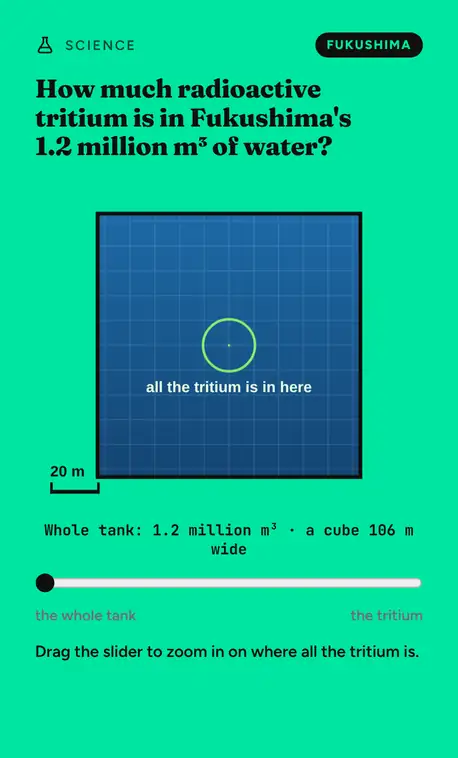 SCIENCE
FUKUSHIMA
How much radioactive
tritium is in Fukushima's
1.2 million m³ of water?
all the tritium is in here
20 m
Whole tank: 1.2 million m³ · a cube 106 m
wide
the whole tank
the tritium
Drag the slider to zoom in on where all the tritium is.